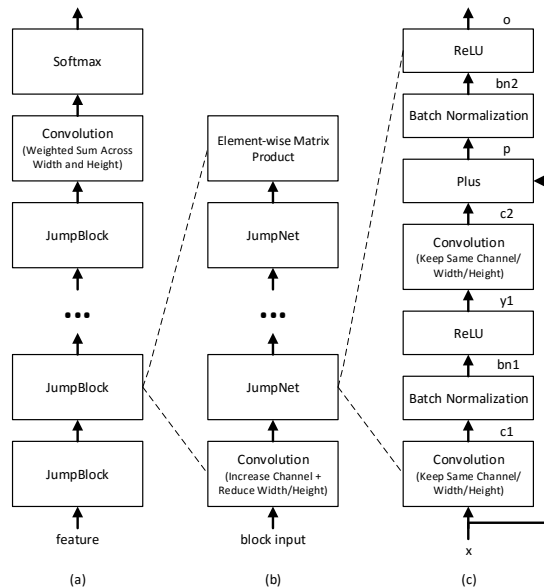 Softmax
Convolution
(Weighted Sum Across
Width and Height)
JumpBlock
...
JumpBlock
JumpBlock
feature
(a)
Element-wise Matrix
Product
JumpNet
...
JumpNet
Convolution
(Increase Channel +
Reduce Width/Height)
block input
(b)
o
ReLU
bn2
Batch Normalization
p
Plus
c2
Convolution
(Keep Same Channel/
Width/Height)
y1
ReLU
bn1
Batch Normalization
c1
Convolution
(Keep Same Channel/
Width/Height)
x
(c)